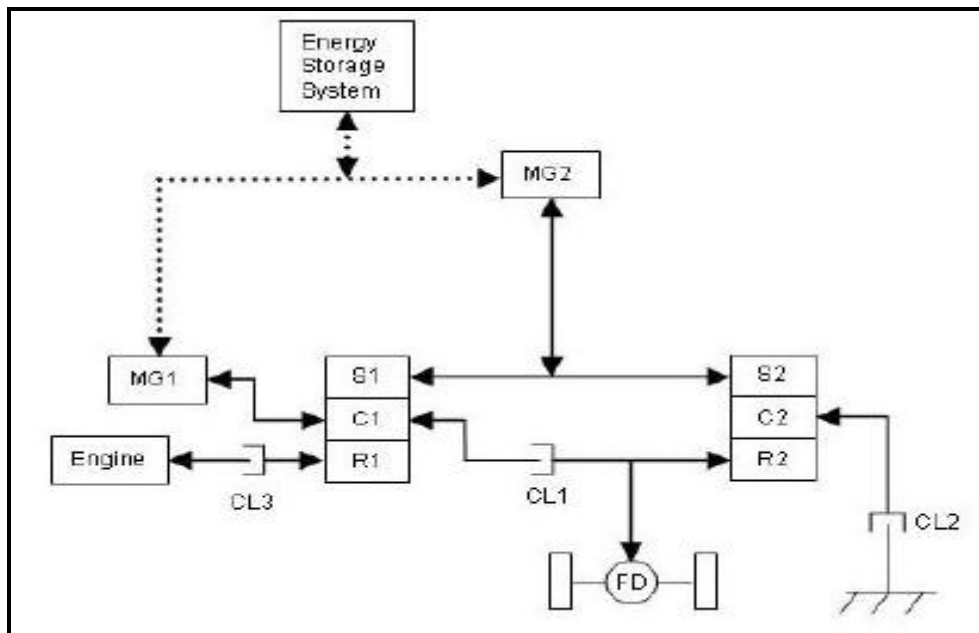 Energy
Storage
System
MG2
MG1
S1
S2
C1
C2
Engine
R1
R2
CL3
CL1
CL2
FD